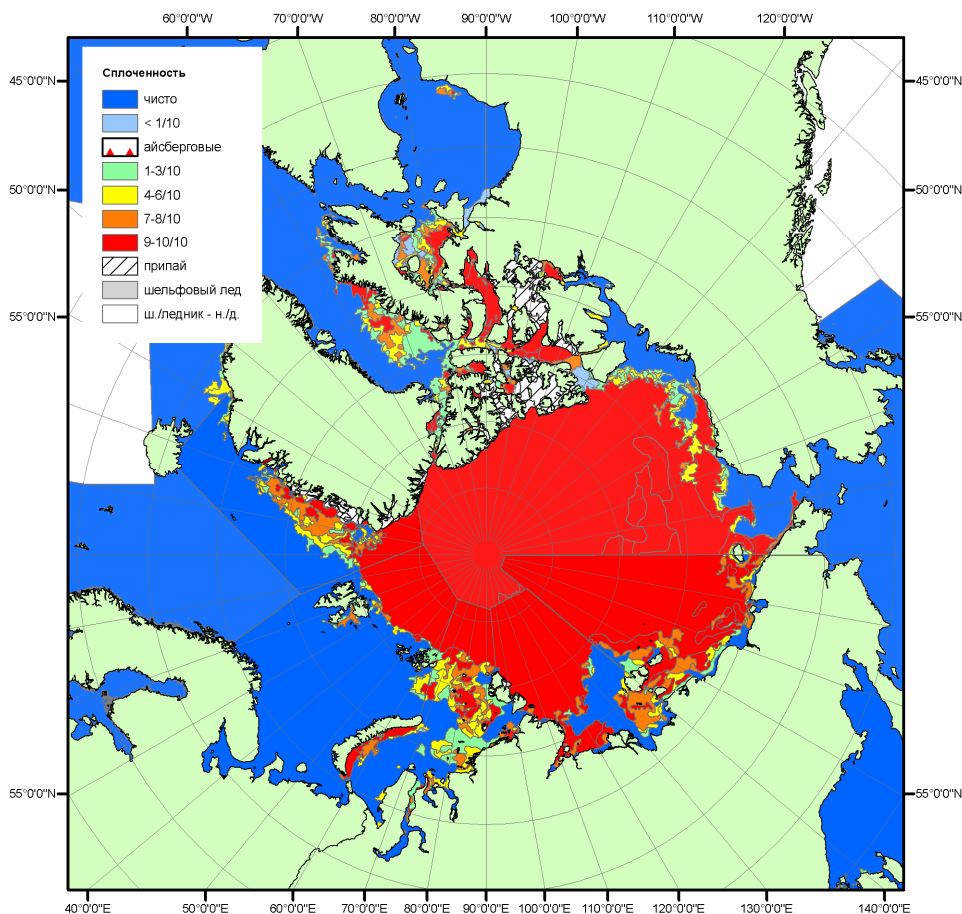 60°0'0"W 70°0'0"W 80°0'0"W 90°0'0"W 100°0'0"W 110°0'0"W 120°0'0"W
45°0'0"N 45°0'0"N
Сплоченность
чисто
< 1/10
айсберговые
1-3/10
4-6/10
7-8/10
9-10/10
припай
шельфовый лед
ш./ледник - н./д.
50°0'0"N 50°0'0"N
55°0'0"N 55°0'0"N
55°0'0"N 55°0'0"N
40°0'0"E 50°0'0"E 60°0'0"E 70°0'0"E 80°0'0"E 90°0'0"E 100°0'0"E 110°0'0"E 120°0'0"E 130°0'0"E 140°0'0"E